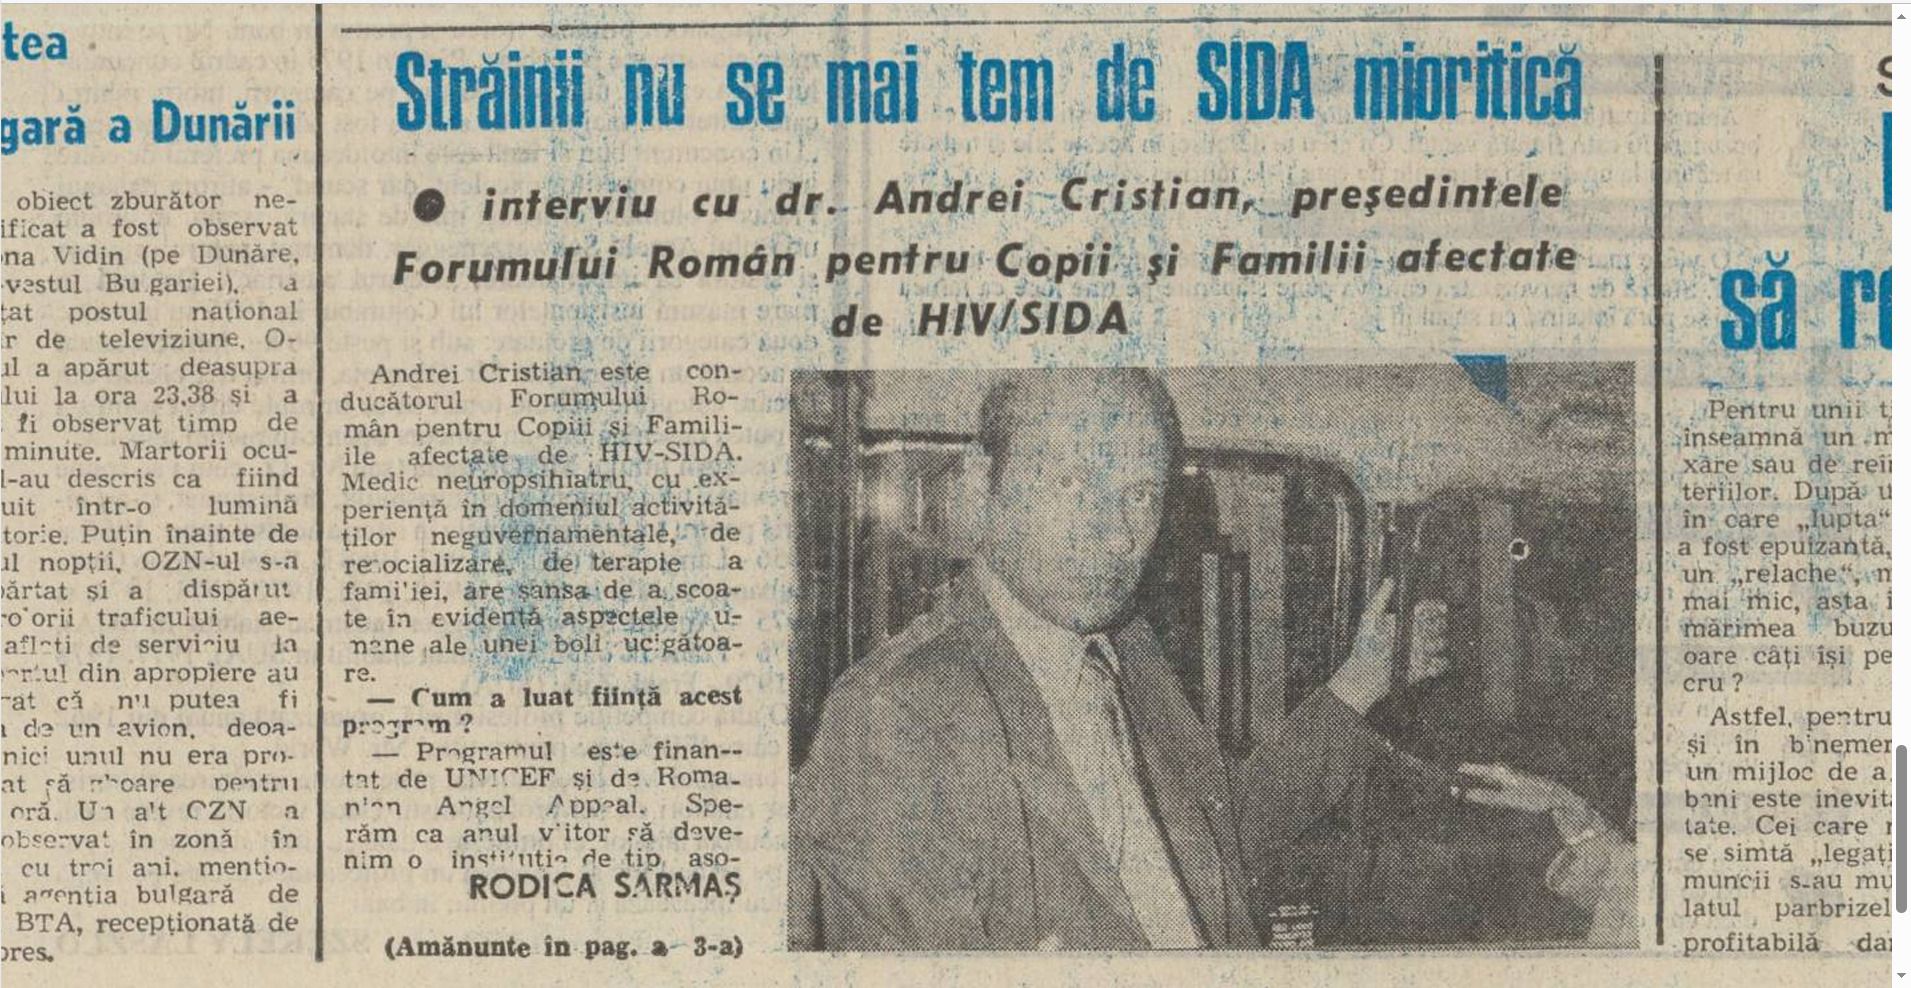 tea
gară a Dunării
obiect zburător ne-
ificat a fost observat
na Vidin (pe Dunăre,
vestul Bu gariei), a
tat postul național
r de televiziune. O-
ul a apărut deasupra
lui la ora 23,38 și a
fi observat timp de
minute. Martorii ocu-
l-au descris ca fiind
uit într-o lumină
torie. Puțin înainte de
ul nopții, OZN-ul s-a
părtat și a dispărut
traficului ae-
de serviciu la
din apropiere au
rat că nu putea fi
de un avion, deoa-
nici unul nu era pro-
at să zboare pentru
oră. Un alt OZN a
observat în zonă în
cu trei ani, mentio-
agentia bulgară de
BTA, recepționată de
pres.
Străinii nu se mai tem de SIDA mioritică
● interviu cu dr. Andrei Cristian, președintele
Forumului Român pentru Copii și Familii afectate
de HIV/SIDA
Andrei Cristian este con-
ducătorul Forumului Ro-
mân pentru Copiii și Famili-
ile afectate de HIV-SIDA.
Medic neuropsihiatru, cu ex-
periență în domeniul activită-
ților neguvernamentale, de
resocializare, de terapie a
fami'iei, are șansa de a scoa-
te în evidență aspectele u-
mane ale unei boli ucigătoa-
re.
— Cum a luat ființă acest
program ?
— Programul este finan--
tat de UNICEF și de Roma-
nian Angel Appeal. Spe-
răm ca anul viitor să deve-
nim o instituție de tip aso-
RODICA SARMAȘ
(Amănunte în pag. a 3-a)
S
să re
Pentru unii t
înseamnă un m
xare sau de reî
teriilor. După u
în care „lupta“
a fost epuizantă,
un „relache“, m
mai mic, asta î
mărimea buzu
oare câți își pe
cru ?
Astfel, pentru
și în binemer
un mijloc de a
bani este inevita
tate. Cei care n
se simtă „legați
muncii s-au mu
latul parbrizel
profitabilă dar